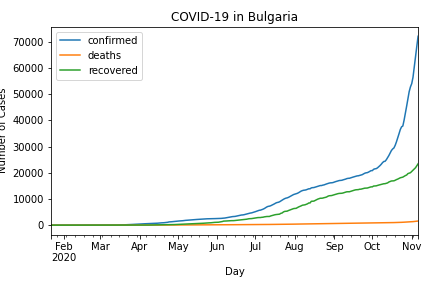 COVID-19 in Bulgaria
confirmed
deaths
recovered
70000
60000
50000
40000
30000
20000
10000
0
Number of Cases
Feb Mar Apr May Jun Jul Aug Sep Oct Nov
2020
Day